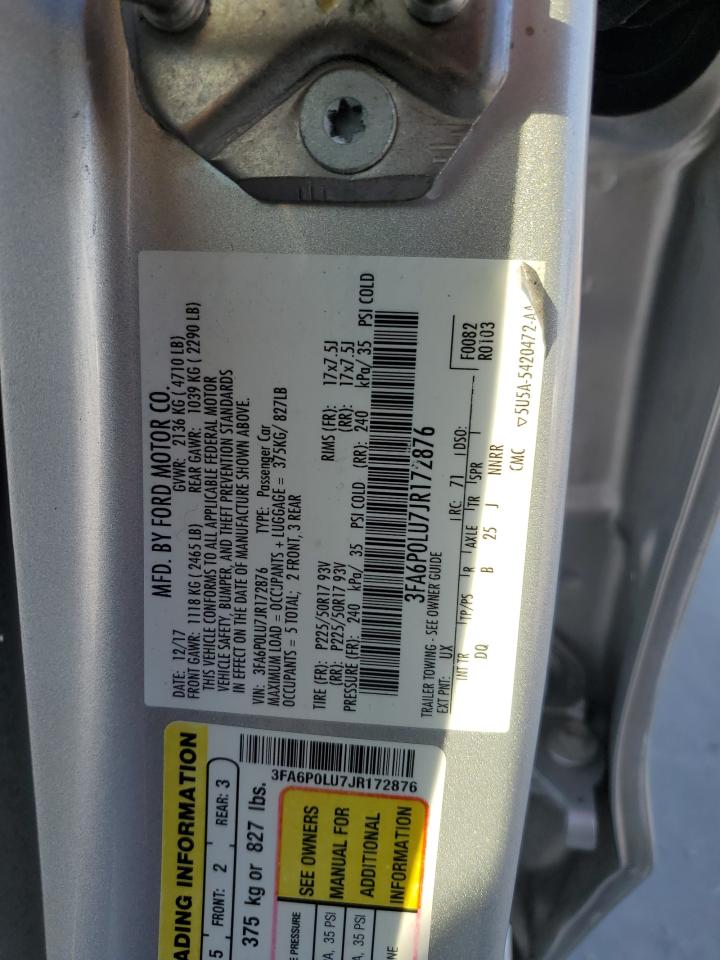 MFD. BY FORD MOTOR CO.
DATE: 12/17 GVWR: 2136 KG ( 4710 LB)
FRONT GAWR: 1118 KG ( 2465 LB) REAR GAWR: 1039 KG ( 2290 LB)
THIS VEHICLE CONFORMS TO ALL APPLICABLE FEDERAL MOTOR
VEHICLE SAFETY, BUMPER, AND THEFT PREVENTION STANDARDS
IN EFFECT ON THE DATE OF MANUFACTURE SHOWN ABOVE.
VIN: 3FA6P0LU7JR172876 TYPE: Passenger Car
MAXIMUM LOAD = OCCUPANTS + LUGGAGE = 375KG/ 827LB
OCCUPANTS = 5 TOTAL; 2 FRONT, 3 REAR
TIRE (FR): P225/50R17 93V RIMS (FR): 17x7.5J
(RR): P225/50R17 93V (RR): 17x7.5J
PRESSURE (FR): 240 kPa/ 35 PSI COLD (RR): 240 kPa/ 35 PSI COLD
3FA6P0LU7JR172876
TRAILER TOWING - SEE OWNER GUIDE
F0082
R0103
EXT PNT: UX RC: 71 DSO:
INT TR TP/PS R AXLE TR SPR
DQ B 25 J NNRR
CMC
▽5U5A-5420472-AA
ADING INFORMATION
5 FRONT: 2 REAR: 3
375 kg or 827 lbs.
3FA6P0LU7JR172876
SEE OWNERS
MANUAL FOR
ADDITIONAL
INFORMATION
E PRESSURE
A, 35 PSI
A, 35 PSI
NE